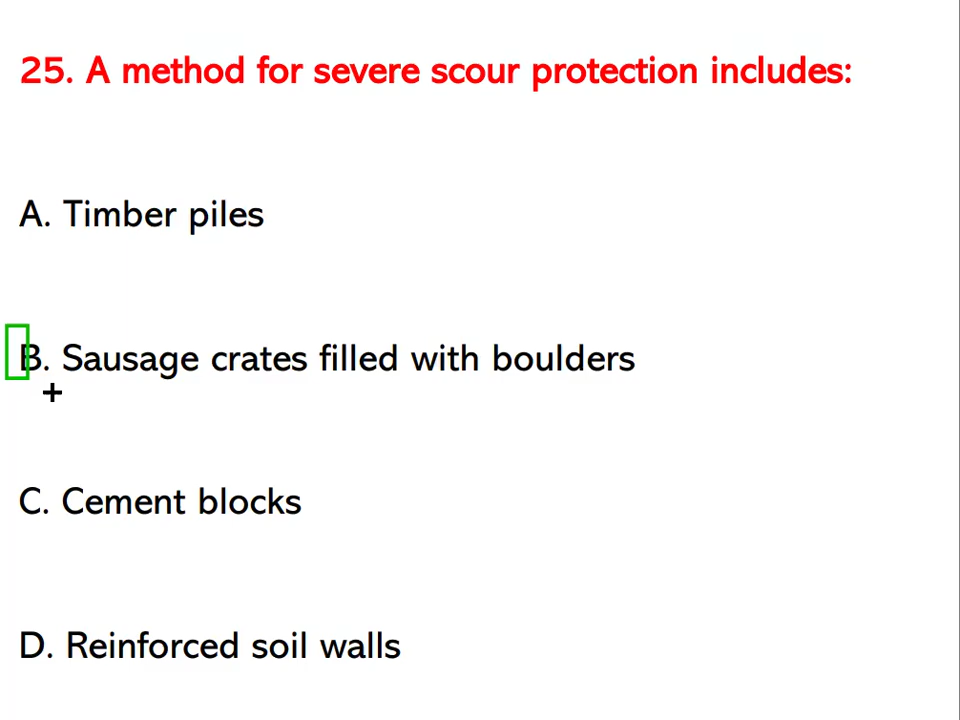 25. A method for severe scour protection includes:
A. Timber piles
B. Sausage crates filled with boulders
C. Cement blocks
D. Reinforced soil walls